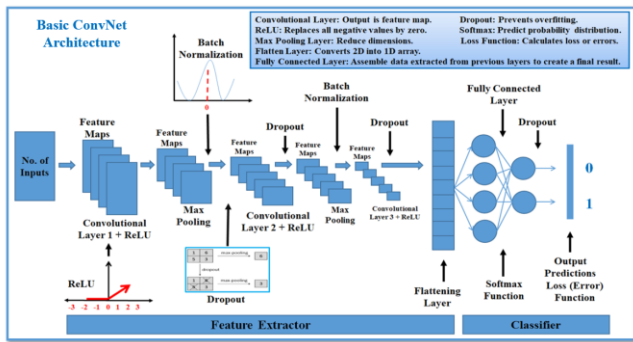 Basic ConvNet
Architecture
Convolutional Layer: Output is feature map.
ReLU: Replaces all negative values by zero.
Max Pooling Layer: Reduce dimensions.
Flatten Layer: Converts 2D into 1D array.
Fully Connected Layer: Assemble data extracted from previous layers to create a final result.
Dropout: Prevents overfitting.
Softmax: Predict probability distribution.
Loss Function: Calculates loss or errors.
Batch
Normalization
0
Batch
Normalization
Fully Connected
Layer
Dropout
Dropout
Dropout
Feature
Maps
Feature
Maps
Feature Maps
Feature
Maps
Feature Maps
No. of
Inputs
Max
Pooling
Max
Pooling
Convolutional
Layer 1 + ReLU
Convolutional
Layer 2 + ReLU
Convolutional
Layer 3 + ReLU
0
1
ReLU
-3 -2 -1 0 1 2 3
max pooling
dropout
max pooling
Dropout
Flattening
Layer
Softmax
Function
Output
Predictions
Loss (Error)
Function
Feature Extractor
Classifier